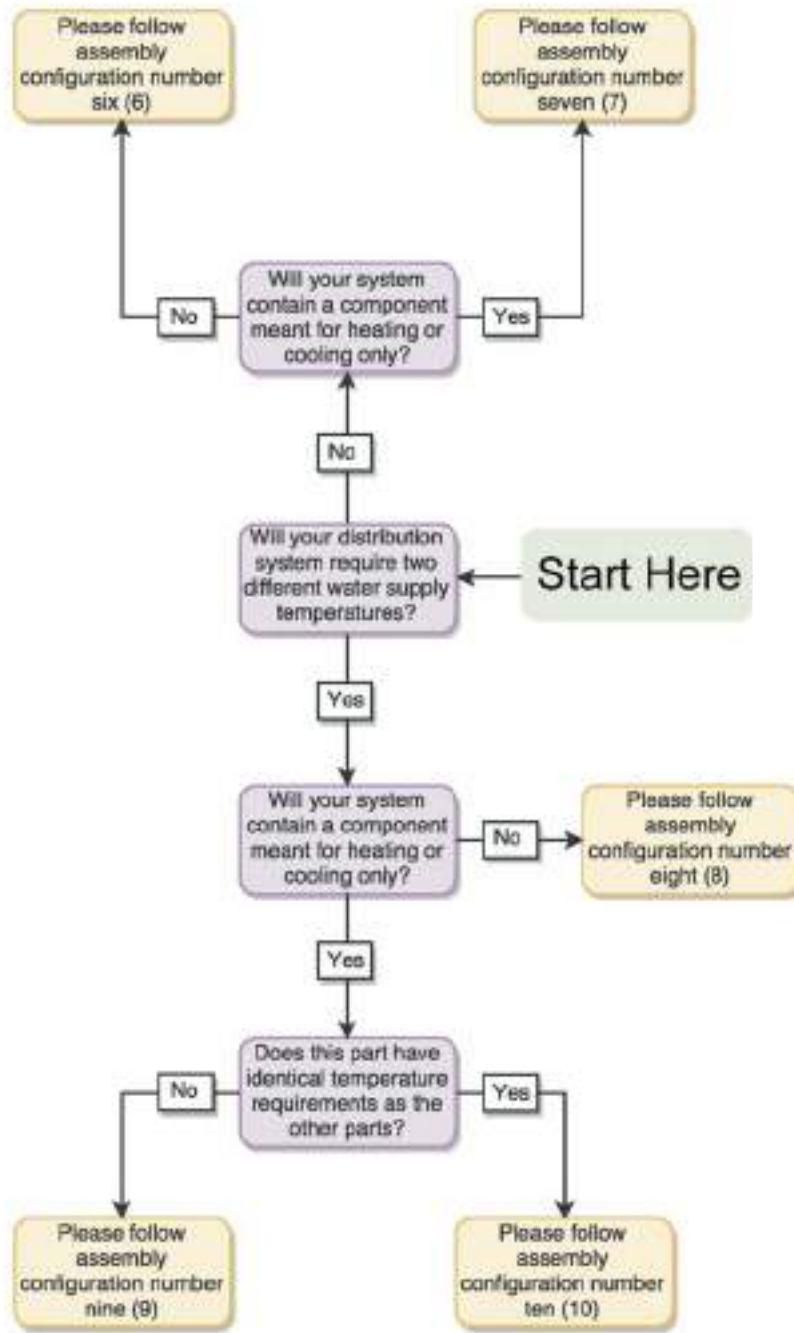 Please follow
assembly
configuration number
six (6)
Please follow
assembly
configuration number
seven (7)
Will your system
contain a component
meant for heating or
cooling only?
No
Yes
No
Will your distribution
system require two
different water supply
temperatures?
Start Here
Yes
Will your system
contain a component
meant for heating or
cooling only?
No
Please follow
assembly
configuration number
eight (8)
Yes
Does this part have
identical temperature
requirements as the
other parts?
No
Yes
Please follow
assembly
configuration number
nine (9)
Please follow
assembly
configuration number
ten (10)